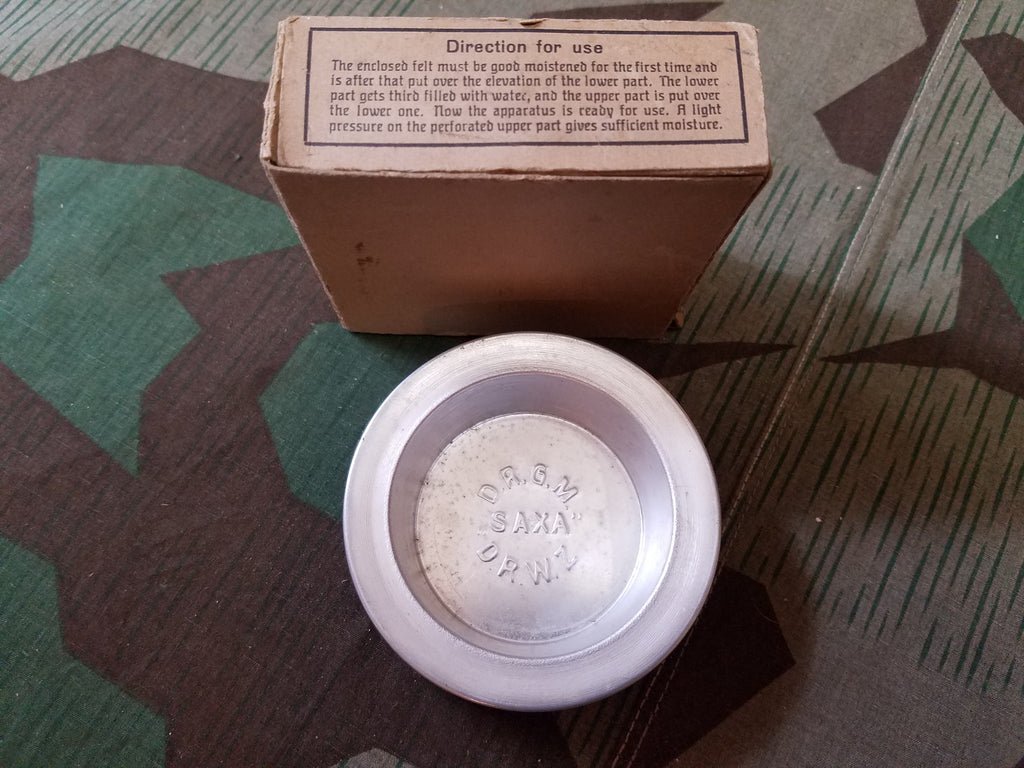 Direction for use
The enclosed felt must be good moistened for the first time and
is after that put over the elevation of the lower part. The lower
part gets third filled with water, and the upper part is put over
the lower one. Now the apparatus is ready for use. A light
pressure on the perforated upper part gives sufficient moisture.
D.R.G.M.
„SAXA”
D.R.W.Z.